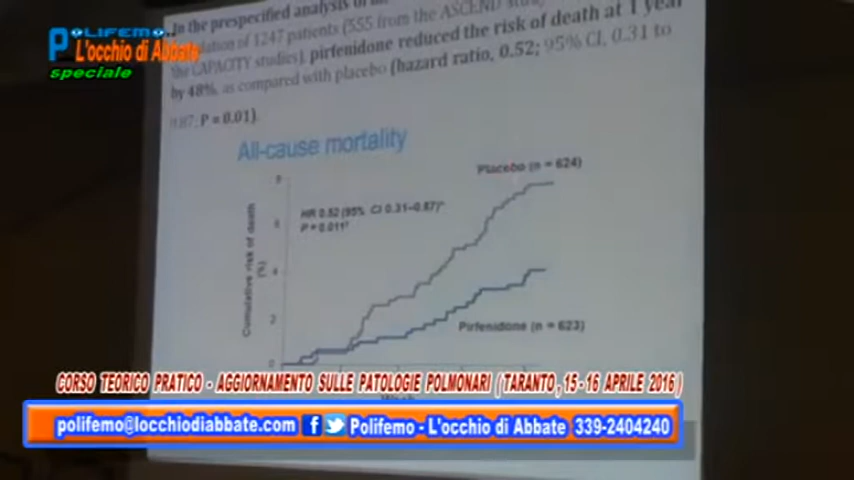 In the prespecified analysis of
POLIFEMO
P L'occhio di Abbate
speciale
of 1247 patients (555 from the ASCEND
the CAPACITY studies), pirfenidone reduced the risk of death at 1 year
by 48%, as compared with placebo (hazard ratio, 0.52; 95% CI, 0.31 to
0.87; P = 0.01).
All-cause mortality
Placebo (n = 624)
8
HR 0.52 (95% CI 0.31–0.87)
P = 0.011
6
Cumulative risk of death
(%)
4
2
Pirfenidone (n = 623)
CORSO TEORICO PRATICO - AGGIORNAMENTO SULLE PATOLOGIE POLMONARI (TARANTO, 15-16 APRILE 2016)
polifemo@locchiodiabbate.com f Polifemo - L'occhio di Abbate 339-2404240